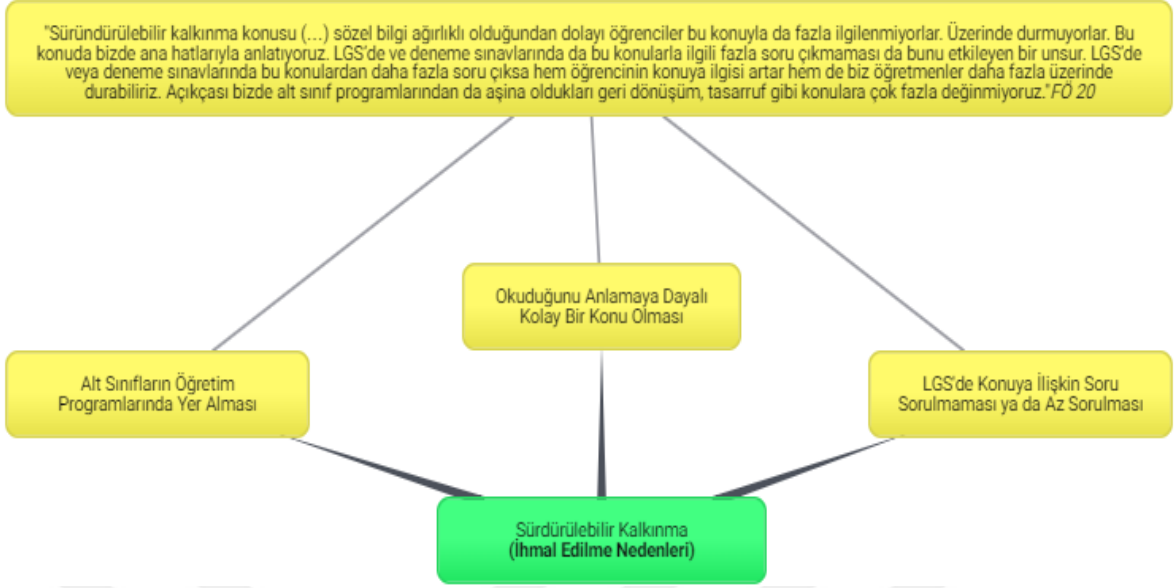 "Süründürülebilir kalkınma konusu (...) sözel bilgi ağırlıklı olduğundan dolayı öğrenciler bu konuyla da fazla ilgilenmiyorlar. Üzerinde durmuyorlar. Bu
konuda bizde ana hatlarıyla anlatıyoruz. LGS'de ve deneme sınavlarında da bu konularla ilgili fazla soru çıkmaması da bunu etkileyen bir unsur. LGS'de
veya deneme sınavlarında bu konulardan daha fazla soru çıksa hem öğrencinin konuya ilgisi artar hem de biz öğretmenler daha fazla üzerinde
durabiliriz. Açıkçası bizde alt sınıf programlarından da aşina oldukları geri dönüşüm, tasarruf gibi konulara çok fazla değinmiyoruz."FÖ 20
Okuduğunu Anlamaya Dayalı
Kolay Bir Konu Olması
Alt Sınıfların Öğretim
Programlarında Yer Alması
LGS'de Konuya İlişkin Soru
Sorulmaması ya da Az Sorulması
Sürdürülebilir Kalkınma
(İhmal Edilme Nedenleri)